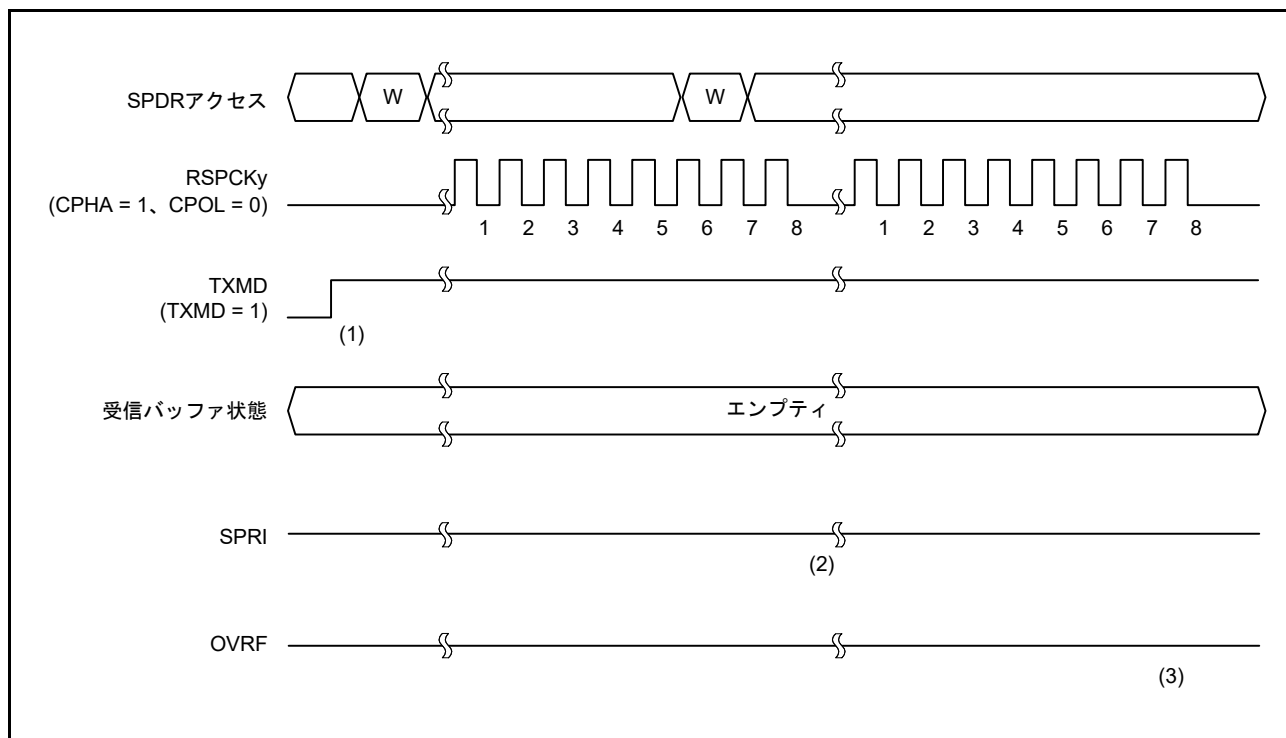 SPDRアクセス
W
W
RSPCKy
(CPHA = 1、CPOL = 0)
1 2 3 4 5 6 7 8 1 2 3 4 5 6 7 8
TXMD
(TXMD = 1)
(1)
受信バッファ状態
エンプティ
SPRI
(2)
OVRF
(3)